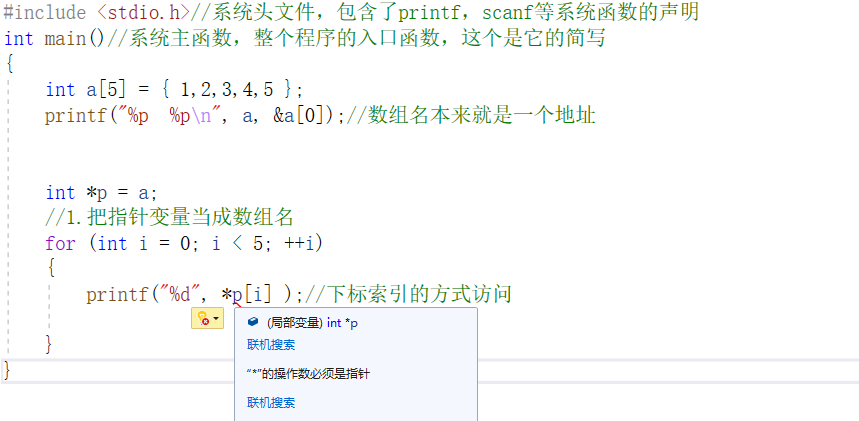 #include <stdio.h>//系统头文件，包含了printf，scanf等系统函数的声明
int main()//系统主函数，整个程序的入口函数，这个是它的简写
{
int a[5] = { 1,2,3,4,5 };
printf("%p  %p\n", a, &a[0]);//数组名本来就是一个地址
int *p = a;
//1.把指针变量当成数组名
for (int i = 0; i < 5; ++i)
{
printf("%d", *p[i] );//下标索引的方式访问
(局部变量) int *p
联机搜索
}
“*”的操作数必须是指针
}
联机搜索